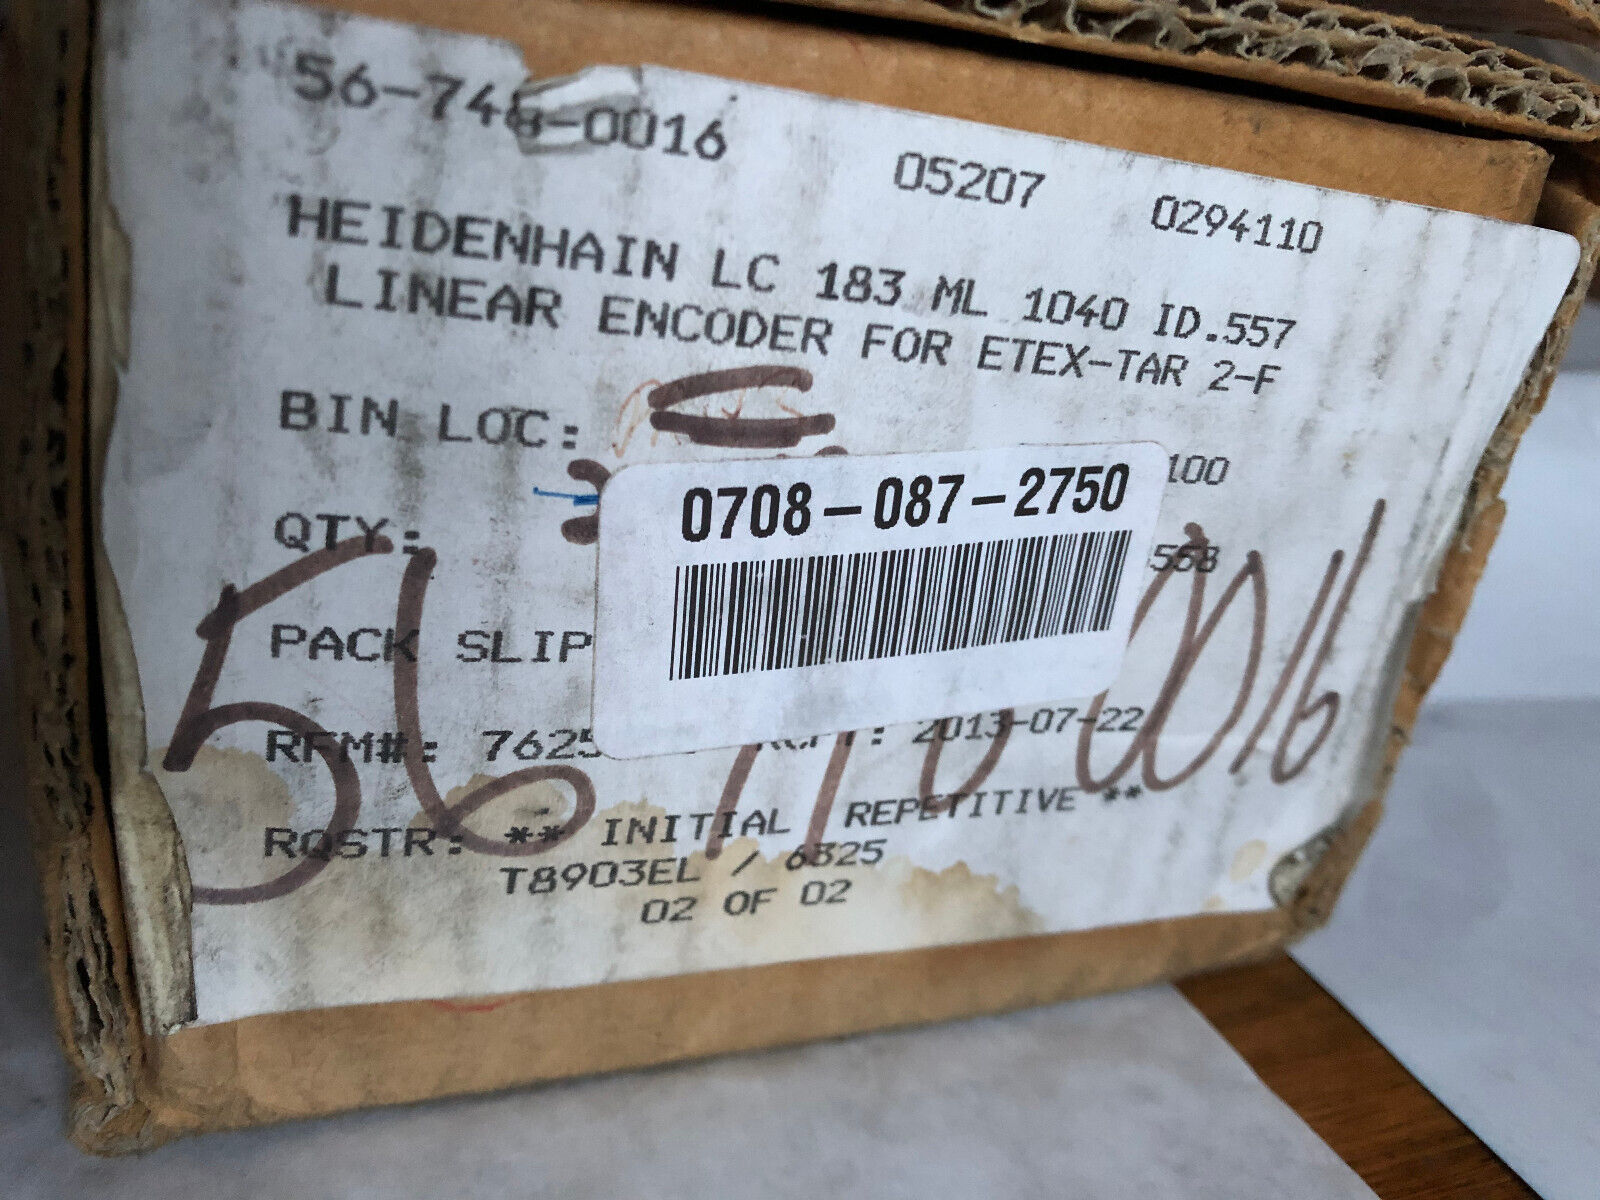 56-748-0016 05207 0294110
HEIDENHAIN LC 183 ML 1040 ID.557
LINEAR ENCODER FOR ETEX-TAR 2-F
BIN LOC:
100
0708-087-2750
QTY:
558
PACK SLIP
RFM#: 7625 2013-07-22
RQSTR: ** INITIAL REPETITIVE **
T8903EL / 6325
02 OF 02